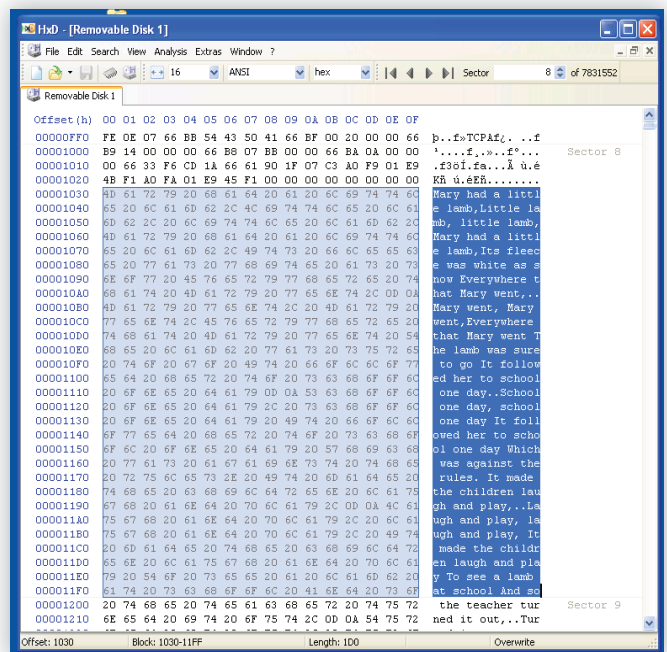 HxD - [Removable Disk 1]
File Edit Search View Analysis Extras Window ?
16 ANSI hex Sector 8 of 7831552
Removable Disk 1
Offset(h) 00 01 02 03 04 05 06 07 08 09 0A 0B 0C 0D 0E 0F
00000FF0 FE 0E 07 66 BB 54 43 50 41 66 BF 00 20 00 00 66 þ..f»TCPAf¿. ..f
00001000 B9 14 00 00 00 66 B8 07 BB 00 00 66 BA 0A 00 00 ¹....f¸.»..fº... Sector 8
00001010 00 66 33 F6 CD 1A 66 61 90 1F 07 C3 A0 F9 01 E9 .f3öÍ.fa...Ã ù.é
00001020 4B F1 A0 FA 01 E9 45 F1 00 00 00 00 00 00 00 00 Kñ ú.éEñ........
00001030 4D 61 72 79 20 68 61 64 20 61 20 6C 69 74 74 6C Mary had a littl
00001040 65 20 6C 61 6D 62 2C 4C 69 74 74 6C 65 20 6C 61 e lamb,Little la
00001050 6D 62 2C 20 6C 69 74 74 6C 65 20 6C 61 6D 62 2C mb, little lamb,
00001060 4D 61 72 79 20 68 61 64 20 61 20 6C 69 74 74 6C Mary had a littl
00001070 65 20 6C 61 6D 62 2C 49 74 73 20 66 6C 65 65 63 e lamb,Its fleec
00001080 65 20 77 61 73 20 77 68 69 74 65 20 61 73 20 73 e was white as s
00001090 6E 6F 77 20 45 76 65 72 79 77 68 65 72 65 20 74 now Everywhere t
000010A0 68 61 74 20 4D 61 72 79 20 77 65 6E 74 2C 0D 0A hat Mary went,..
000010B0 4D 61 72 79 20 77 65 6E 74 2C 20 4D 61 72 79 20 Mary went, Mary
000010C0 77 65 6E 74 2C 45 76 65 72 79 77 68 65 72 65 20 went,Everywhere
000010D0 74 68 61 74 20 4D 61 72 79 20 77 65 6E 74 20 54 that Mary went T
000010E0 68 65 20 6C 61 6D 62 20 77 61 73 20 73 75 72 65 he lamb was sure
000010F0 20 74 6F 20 67 6F 20 49 74 20 66 6F 6C 6C 6F 77 to go It follow
00001100 65 64 20 68 65 72 20 74 6F 20 73 63 68 6F 6F 6C ed her to school
00001110 20 6F 6E 65 20 64 61 79 0D 0A 53 63 68 6F 6F 6C one day..School
00001120 20 6F 6E 65 20 64 61 79 2C 20 73 63 68 6F 6F 6C one day, school
00001130 20 6F 6E 65 20 64 61 79 20 49 74 20 66 6F 6C 6C one day It foll
00001140 6F 77 65 64 20 68 65 72 20 74 6F 20 73 63 68 6F owed her to scho
00001150 6F 6C 20 6F 6E 65 20 64 61 79 20 57 68 69 63 68 ol one day Which
00001160 20 77 61 73 20 61 67 61 69 6E 73 74 20 74 68 65 was against the
00001170 20 72 75 6C 65 73 2E 20 49 74 20 6D 61 64 65 20 rules. It made
00001180 74 68 65 20 63 68 69 6C 64 72 65 6E 20 6C 61 75 the children lau
00001190 67 68 20 61 6E 64 20 70 6C 61 79 2C 0D 0A 4C 61 gh and play,..La
000011A0 75 67 68 20 61 6E 64 20 70 6C 61 79 2C 20 6C 61 ugh and play, la
000011B0 75 67 68 20 61 6E 64 20 70 6C 61 79 2C 20 49 74 ugh and play, It
000011C0 20 6D 61 64 65 20 74 68 65 20 63 68 69 6C 64 72 made the childr
000011D0 65 6E 20 6C 61 75 67 68 20 61 6E 64 20 70 6C 61 en laugh and pla
000011E0 79 20 54 6F 20 73 65 65 20 61 20 6C 61 6D 62 20 y To see a lamb
000011F0 61 74 20 73 63 68 6F 6F 6C 20 41 6E 64 20 73 6F at school And so
00001200 20 74 68 65 20 74 65 61 63 68 65 72 20 74 75 72 the teacher tur Sector 9
00001210 6E 65 64 20 69 74 20 6F 75 74 2C 0D 0A 54 75 72 ned it out,..Tur
Offset: 1030 Block: 1030-11FF Length: 1D0 Overwrite